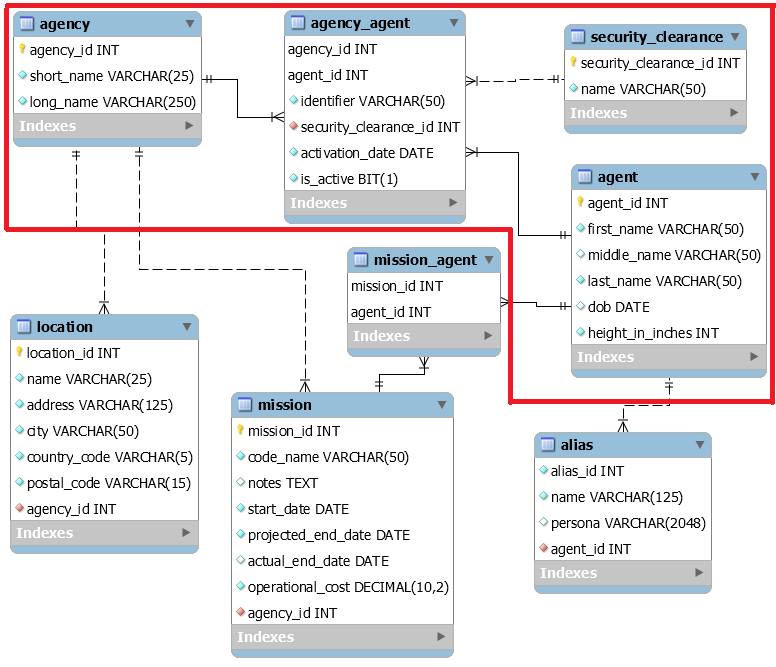 agency
agency_id INT
short_name VARCHAR(25)
long_name VARCHAR(250)
Indexes
agency_agent
agency_id INT
agent_id INT
identifier VARCHAR(50)
security_clearance_id INT
activation_date DATE
is_active BIT(1)
Indexes
security_clearance
security_clearance_id INT
name VARCHAR(50)
Indexes
agent
agent_id INT
first_name VARCHAR(50)
middle_name VARCHAR(50)
last_name VARCHAR(50)
dob DATE
height_in_inches INT
Indexes
mission_agent
mission_id INT
agent_id INT
Indexes
location
location_id INT
name VARCHAR(25)
address VARCHAR(125)
city VARCHAR(50)
country_code VARCHAR(5)
postal_code VARCHAR(15)
agency_id INT
Indexes
mission
mission_id INT
code_name VARCHAR(50)
notes TEXT
start_date DATE
projected_end_date DATE
actual_end_date DATE
operational_cost DECIMAL(10,2)
agency_id INT
Indexes
alias
alias_id INT
name VARCHAR(125)
persona VARCHAR(2048)
agent_id INT
Indexes